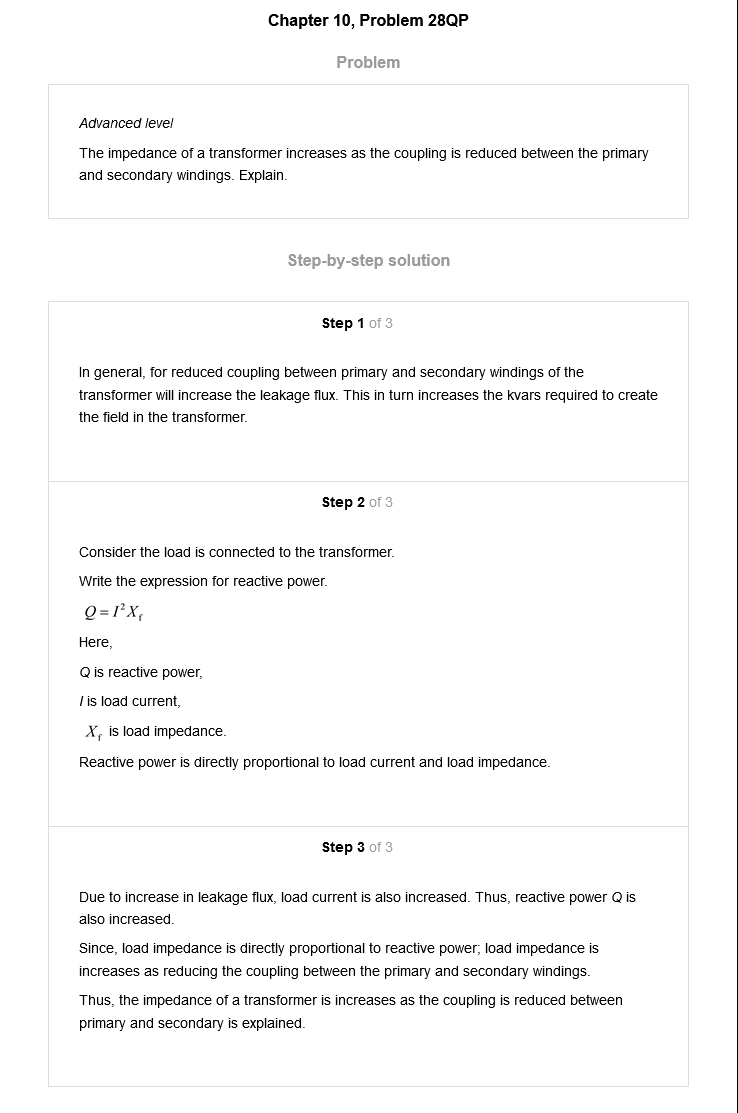 Chapter 10, Problem 28QP
Problem
Advanced level
The impedance of a transformer increases as the coupling is reduced between the primary
and secondary windings. Explain.
Step-by-step solution
Step 1 of 3
In general, for reduced coupling between primary and secondary windings of the
transformer will increase the leakage flux. This in turn increases the kvars required to create
the field in the transformer.
Step 2 of 3
Consider the load is connected to the transformer.
Write the expression for reactive power.
Q = I²X_f
Here,
Q is reactive power,
I is load current,
X_f is load impedance.
Reactive power is directly proportional to load current and load impedance.
Step 3 of 3
Due to increase in leakage flux, load current is also increased. Thus, reactive power Q is
also increased.
Since, load impedance is directly proportional to reactive power; load impedance is
increases as reducing the coupling between the primary and secondary windings.
Thus, the impedance of a transformer is increases as the coupling is reduced between
primary and secondary is explained.